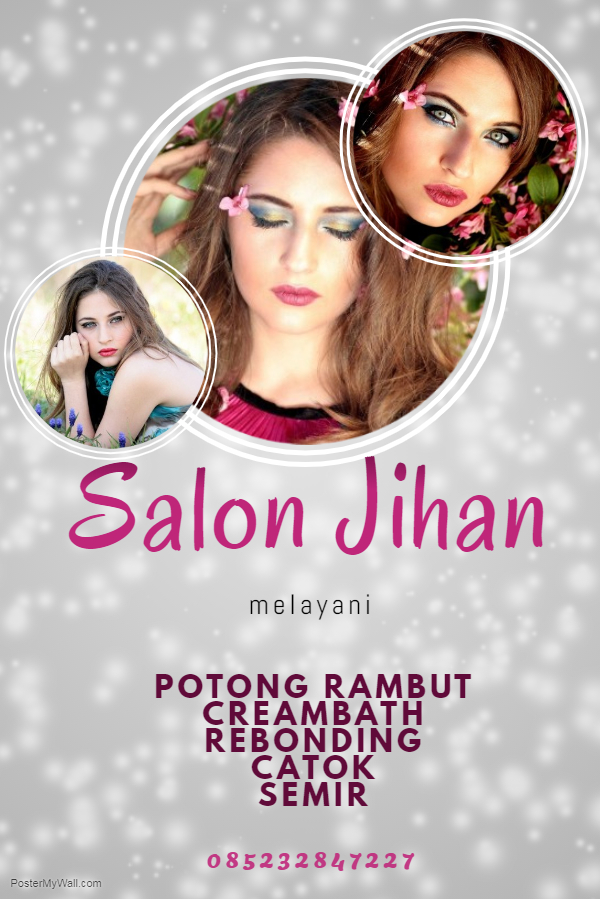 Salon Jihan
melayani
POTONG RAMBUT
CREAMBATH
REBONDING
CATOK
SEMIR
085232847227
PosterMyWall.com